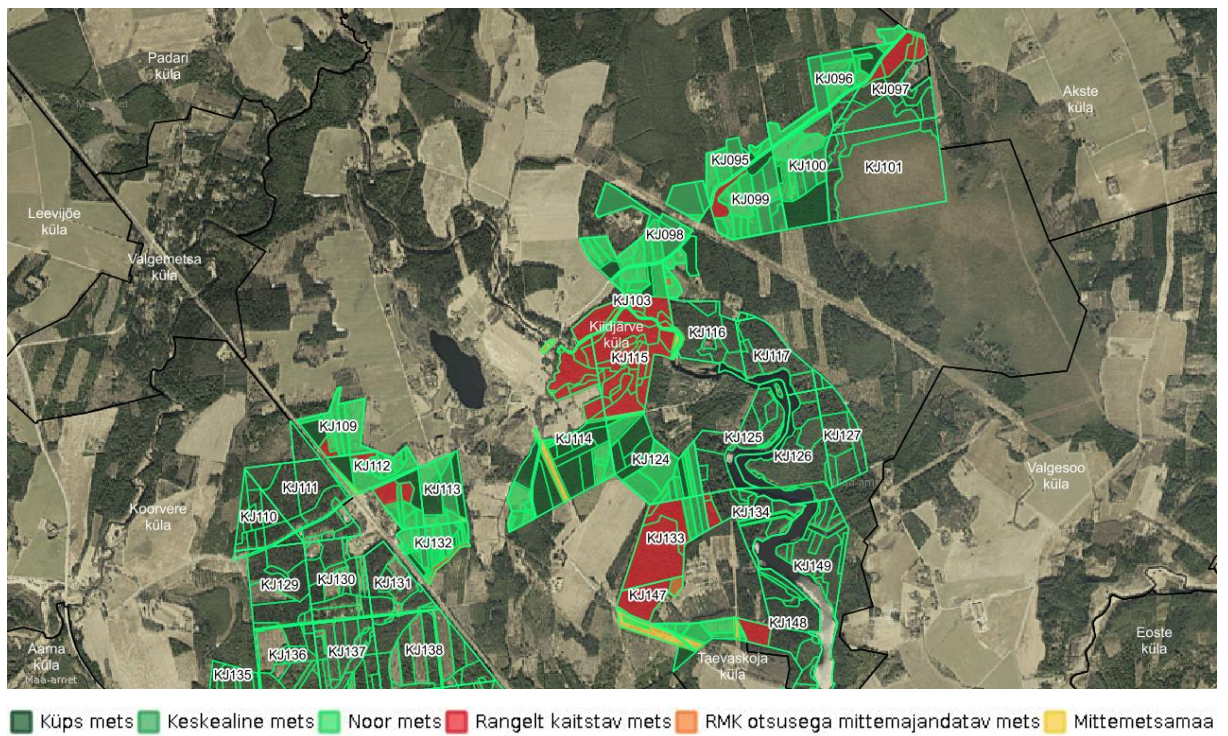 Padari
küla
Maa-amet
KJ096
KJ097
Akste
küla
KJ095
KJ100
KJ101
KJ099
Leevijõe
küla
KJ098
Valgemetsa
küla
KJ103
Kiidjärve
küla
KJ116
KJ117
KJ115
KJ109
KJ114
KJ125
KJ127
KJ112
KJ124
KJ126
KJ111
KJ113
Valgesoo
küla
Koorvere
küla
KJ110
KJ134
KJ132
KJ133
KJ129
KJ130
KJ131
KJ149
KJ147
KJ148
Aarna
küla
Maa-amet
KJ136
KJ137
KJ138
KJ135
Taevaskoja
küla
Eoste
küla
Küps mets Keskealine mets Noor mets Rangelt kaitstav mets RMK otsusega mittemajandatav mets Mittemetsamaa